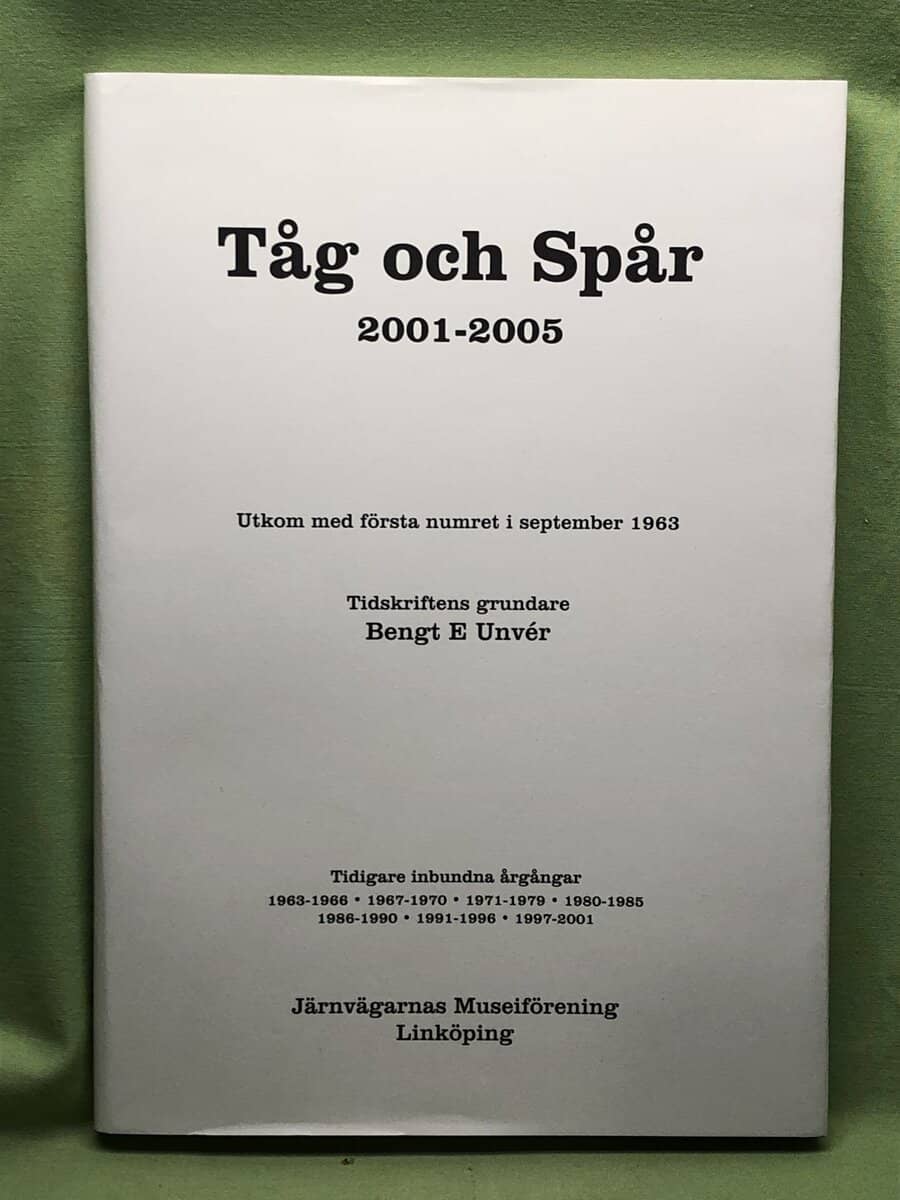 Tåg och Spår
2001-2005
Utkom med första numret i september 1963
Tidskriftens grundare
Bengt E Unvér
Tidigare inbundna årgångar
1963-1966 • 1967-1970 • 1971-1979 • 1980-1985
1986-1990 • 1991-1996 • 1997-2001
Järnvägarnas Museiförening
Linköping